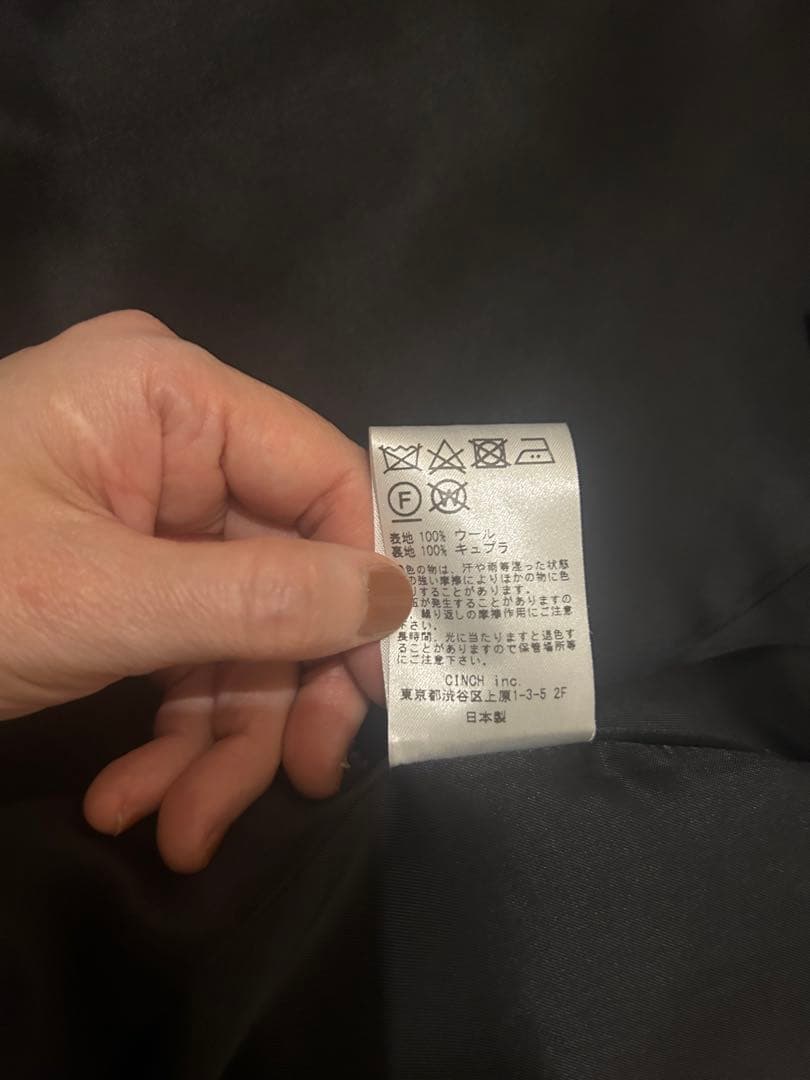 F W
表地 100% ウール
裏地 100% キュプラ
色の物は、汗や雨等湿った状態
の強い摩擦によりほかの物に色
りすることがあります。
が発生することがありますの
繰り返しの摩擦作用にご注意
下さい。
長時間、光に当たりますと退色す
ることがありますので保管場所等
にご注意下さい。
CINCH inc.
東京都渋谷区上原1-3-5 2F
日本製